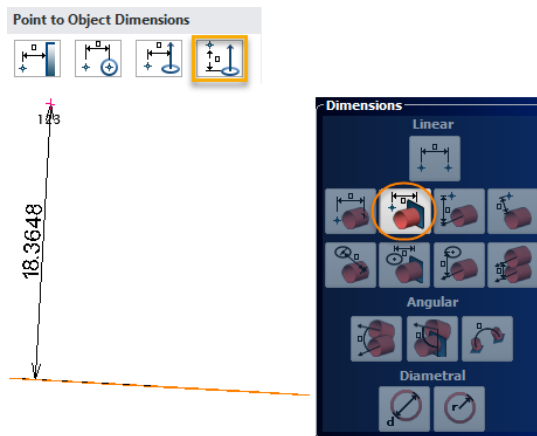 Point to Object Dimensions
123
18.3648
Dimensions
Linear
Angular
Diametral
d
r